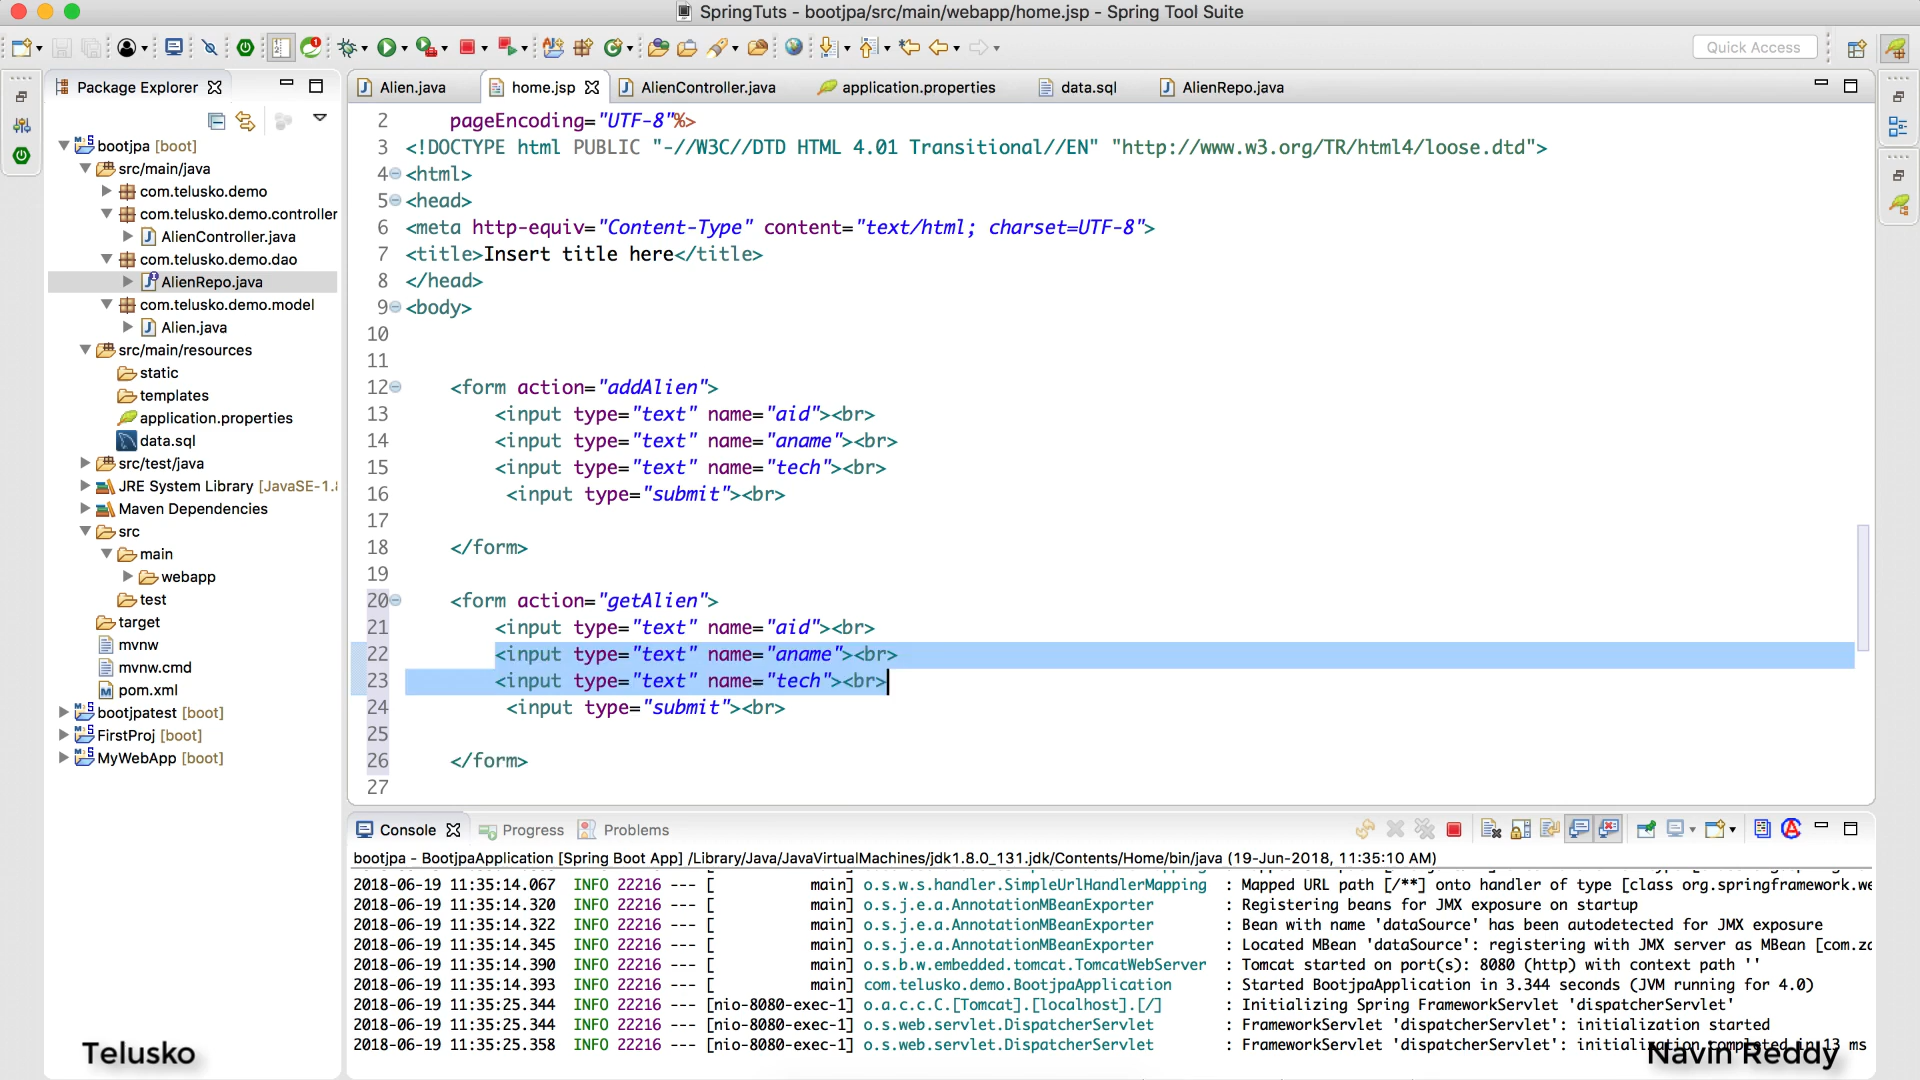 SpringTuts - bootjpa/src/main/webapp/home.jsp - Spring Tool Suite
Quick Access
Package Explorer
Alien.java
home.jsp
AlienController.java
application.properties
data.sql
AlienRepo.java
bootjpa [boot]
src/main/java
com.telusko.demo
com.telusko.demo.controller
AlienController.java
com.telusko.demo.dao
AlienRepo.java
com.telusko.demo.model
Alien.java
src/main/resources
static
templates
application.properties
data.sql
src/test/java
JRE System Library [JavaSE-1.
Maven Dependencies
src
main
webapp
test
target
mvnw
mvnw.cmd
pom.xml
bootjpatest [boot]
FirstProj [boot]
MyWebApp [boot]
2 pageEncoding="UTF-8"%>
3 <!DOCTYPE html PUBLIC "-//W3C//DTD HTML 4.01 Transitional//EN" "http://www.w3.org/TR/html4/loose.dtd">
4 <html>
5 <head>
6 <meta http-equiv="Content-Type" content="text/html; charset=UTF-8">
7 <title>Insert title here</title>
8 </head>
9 <body>
10
11
12 <form action="addAlien">
13 <input type="text" name="aid"><br>
14 <input type="text" name="aname"><br>
15 <input type="text" name="tech"><br>
16 <input type="submit"><br>
17
18 </form>
19
20 <form action="getAlien">
21 <input type="text" name="aid"><br>
22 <input type="text" name="aname"><br>
23 <input type="text" name="tech"><br>
24 <input type="submit"><br>
25
26 </form>
27
Console
Progress
Problems
bootjpa - BootjpaApplication [Spring Boot App] /Library/Java/JavaVirtualMachines/jdk1.8.0_131.jdk/Contents/Home/bin/java (19-Jun-2018, 11:35:10 AM)
2018-06-19 11:35:14.067 INFO 22216 --- [ main] o.s.w.s.handler.SimpleUrlHandlerMapping : Mapped URL path [/**] onto handler of type [class org.springframework.we
2018-06-19 11:35:14.320 INFO 22216 --- [ main] o.s.j.e.a.AnnotationMBeanExporter : Registering beans for JMX exposure on startup
2018-06-19 11:35:14.322 INFO 22216 --- [ main] o.s.j.e.a.AnnotationMBeanExporter : Bean with name 'dataSource' has been autodetected for JMX exposure
2018-06-19 11:35:14.345 INFO 22216 --- [ main] o.s.j.e.a.AnnotationMBeanExporter : Located MBean 'dataSource': registering with JMX server as MBean [com.za
2018-06-19 11:35:14.390 INFO 22216 --- [ main] o.s.b.w.embedded.tomcat.TomcatWebServer : Tomcat started on port(s): 8080 (http) with context path ''
2018-06-19 11:35:14.393 INFO 22216 --- [ main] com.telusko.demo.BootjpaApplication : Started BootjpaApplication in 3.344 seconds (JVM running for 4.0)
2018-06-19 11:35:25.344 INFO 22216 --- [nio-8080-exec-1] o.a.c.c.C.[Tomcat].[localhost].[/] : Initializing Spring FrameworkServlet 'dispatcherServlet'
2018-06-19 11:35:25.344 INFO 22216 --- [nio-8080-exec-1] o.s.web.servlet.DispatcherServlet : FrameworkServlet 'dispatcherServlet': initialization started
2018-06-19 11:35:25.358 INFO 22216 --- [nio-8080-exec-1] o.s.web.servlet.DispatcherServlet : FrameworkServlet 'dispatcherServlet': initialization completed in 13 ms
Telusko
Navin Reddy